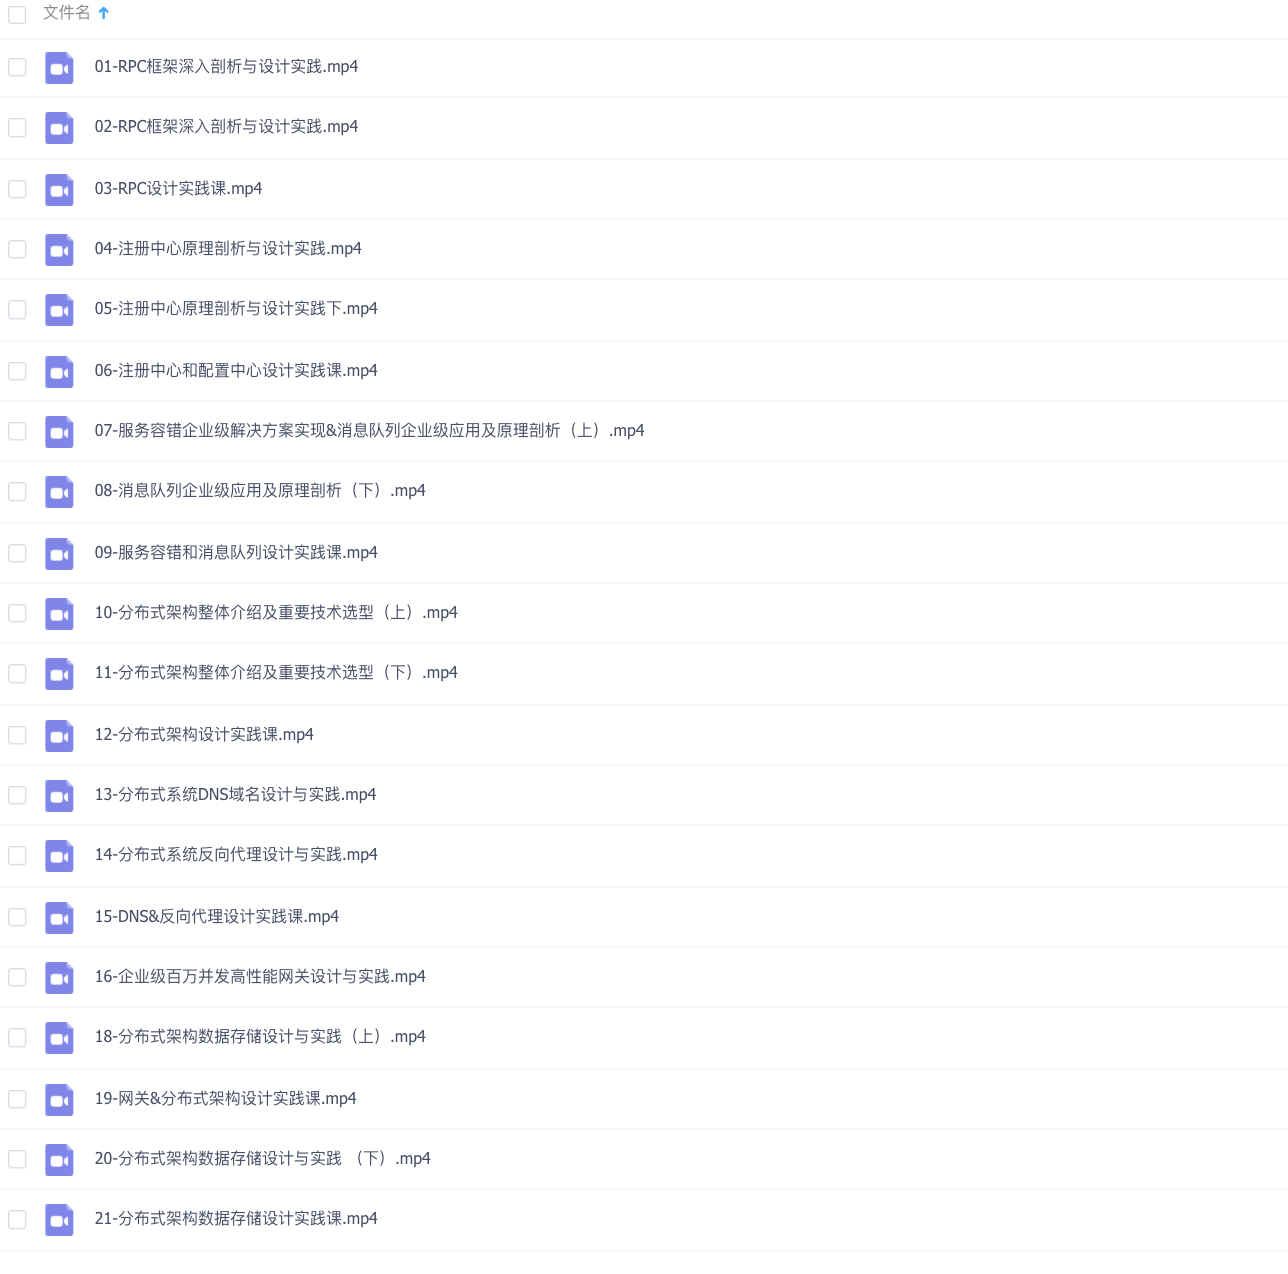 文件名
01-RPC框架深入剖析与设计实践.mp4
02-RPC框架深入剖析与设计实践.mp4
03-RPC设计实践课.mp4
04-注册中心原理剖析与设计实践.mp4
05-注册中心原理剖析与设计实践下.mp4
06-注册中心和配置中心设计实践课.mp4
07-服务容错企业级解决方案实现&消息队列企业级应用及原理剖析（上）.mp4
08-消息队列企业级应用及原理剖析（下）.mp4
09-服务容错和消息队列设计实践课.mp4
10-分布式架构整体介绍及重要技术选型（上）.mp4
11-分布式架构整体介绍及重要技术选型（下）.mp4
12-分布式架构设计实践课.mp4
13-分布式系统DNS域名设计与实践.mp4
14-分布式系统反向代理设计与实践.mp4
15-DNS&反向代理设计实践课.mp4
16-企业级百万并发高性能网关设计与实践.mp4
18-分布式架构数据存储设计与实践（上）.mp4
19-网关&分布式架构设计实践课.mp4
20-分布式架构数据存储设计与实践 （下）.mp4
21-分布式架构数据存储设计实践课.mp4